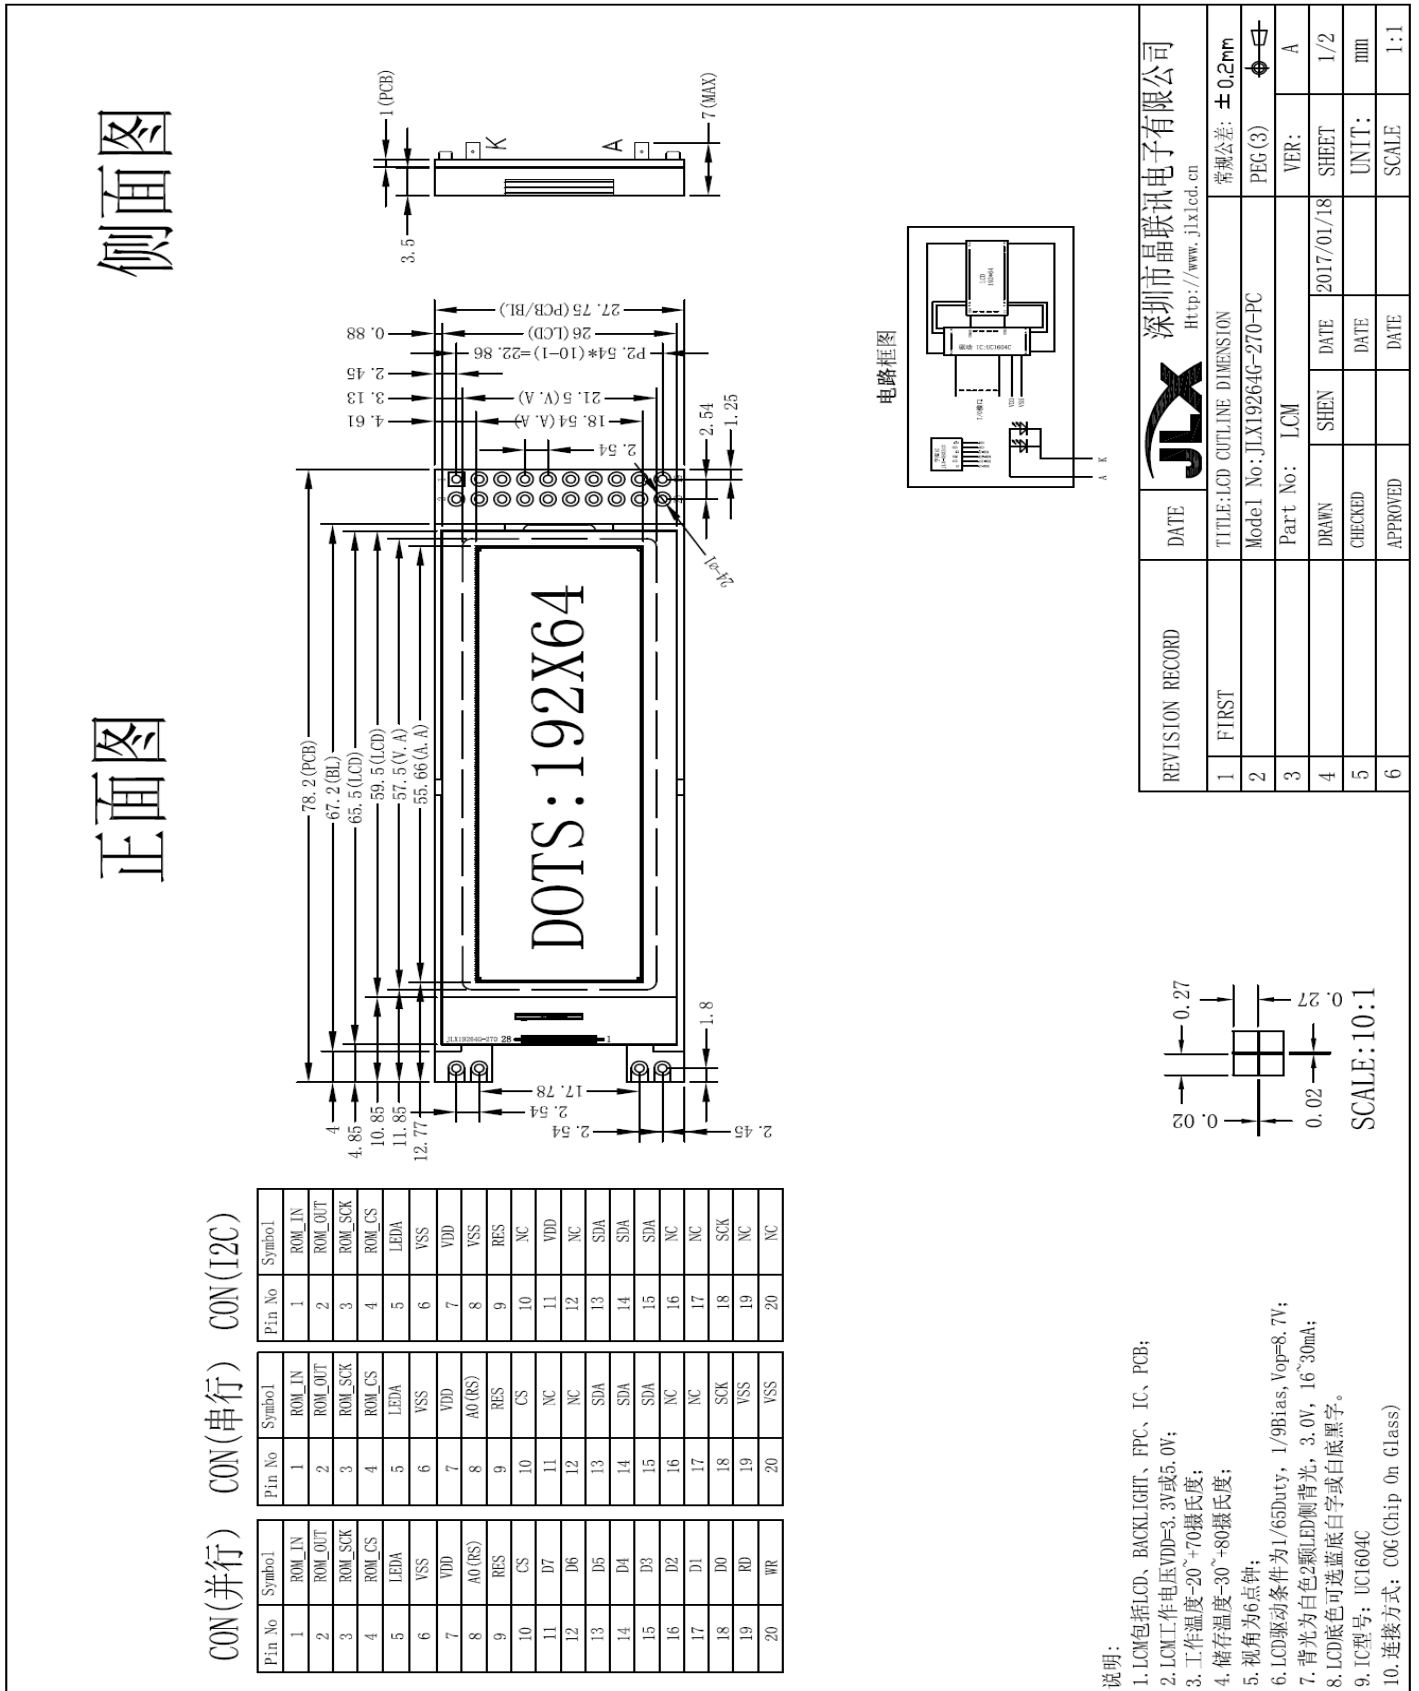 正面图
侧面图
78.2(PCB)
67.2(BL)
65.5(LCD)
59.5(LCD)
57.5(V.A)
55.66(A.A)
4
4.85
10.85
11.85
12.77
27.75(PCB/BL)
26(LCD)
P2.54*(10-1)=22.86
21.5(V.A)
18.54(A.A)
2.54
0.88
2.45
3.13
4.61
2.54
1.25
24-ø1
DOTS:192X64
JLX19264G-270
28
1
17.78
2.54
2.54
2.45
1.8
1(PCB)
3.5
7(MAX)
K
A
电路框图
LCD
192*64
驱动 IC:UC1604C
VDD
VSS
A
K
0.27
0.27
0.02
0.02
SCALE:10:1
CON(并行)
Pin No Symbol
1 ROM_IN
2 ROM_OUT
3 ROM_SCK
4 ROM_CS
5 LEDA
6 VSS
7 VDD
8 A0(RS)
9 RES
10 CS
11 D7
12 D6
13 D5
14 D4
15 D3
16 D2
17 D1
18 D0
19 RD
20 WR
CON(串行)
Pin No Symbol
1 ROM_IN
2 ROM_OUT
3 ROM_SCK
4 ROM_CS
5 LEDA
6 VSS
7 VDD
8 A0(RS)
9 RES
10 CS
11 NC
12 NC
13 SDA
14 SDA
15 SDA
16 NC
17 NC
18 SCK
19 VSS
20 VSS
CON(I2C)
Pin No Symbol
1 ROM_IN
2 ROM_OUT
3 ROM_SCK
4 ROM_CS
5 LEDA
6 VSS
7 VDD
8 VSS
9 RES
10 NC
11 VDD
12 NC
13 SDA
14 SDA
15 SDA
16 NC
17 NC
18 SCK
19 NC
20 NC
说明:
1.LCM包括LCD、BACKLIGHT、FPC、IC、PCB;
2.LCM工作电压VDD=3.3V或5.0V;
3.工作温度-20~+70摄氏度;
4.储存温度-30~+80摄氏度;
5.视角为6点钟;
6.LCD驱动条件为1/65Duty, 1/9Bias,Vop=8.7V;
7.背光为白色2颗LED侧背光, 3.0V, 16~30mA;
8.LCD底色可选蓝底白字或白底黑字。
9.IC型号: UC1604C
10.连接方式: COG(Chip On Glass)
REVISION RECORD DATE
JLX 深圳市晶联讯电子有限公司
Http://www.jlxlcd.cn
1 FIRST TITLE:LCD CUTLINE DIMENSION 常规公差: ±0.2mm
2 Model No:JLX19264G-270-PC PEG(3)
3 Part No: LCM VER: A
4 DRAWN SHEN DATE 2017/01/18 SHEET 1/2
5 CHECKED DATE UNIT: mm
6 APPROVED DATE SCALE 1:1